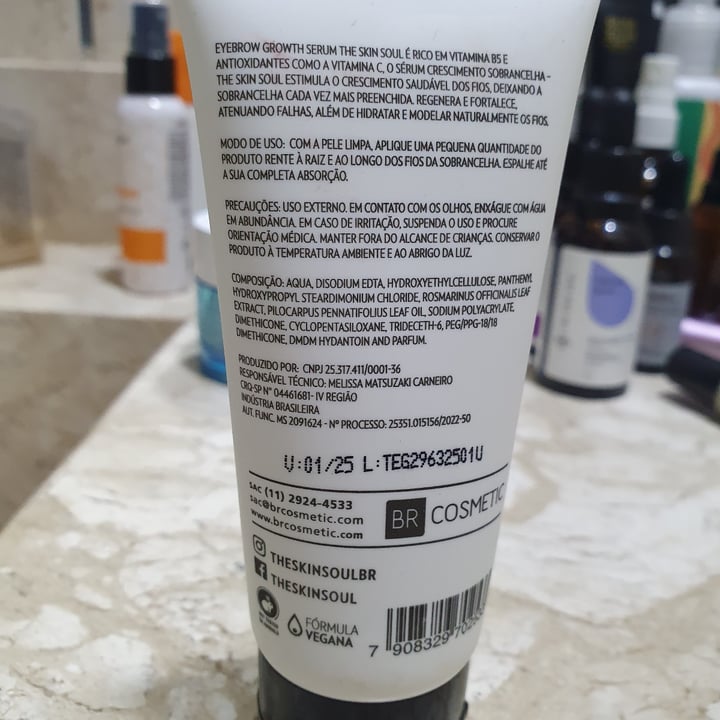 EYEBROW GROWTH SERUM THE SKIN SOUL É RICO EM VITAMINA B5 E
ANTIOXIDANTES COMO A VITAMINA C, O SÉRUM CRESCIMENTO SOBRANCELHA –
THE SKIN SOUL ESTIMULA O CRESCIMENTO SAUDÁVEL DOS FIOS, DEIXANDO A
SOBRANCELHA CADA VEZ MAIS PREENCHIDA. REGENERA E FORTALECE,
ATENUANDO FALHAS, ALÉM DE HIDRATAR E MODELAR NATURALMENTE OS FIOS.
MODO DE USO: COM A PELE LIMPA, APLIQUE UMA PEQUENA QUANTIDADE DO
PRODUTO RENTE À RAIZ E AO LONGO DOS FIOS DA SOBRANCELHA. ESPALHE ATÉ
A SUA COMPLETA ABSORÇÃO.
PRECAUÇÕES: USO EXTERNO. EM CONTATO COM OS OLHOS, ENXÁGUE COM ÁGUA
EM ABUNDÂNCIA. EM CASO DE IRRITAÇÃO, SUSPENDA O USO E PROCURE
ORIENTAÇÃO MÉDICA. MANTER FORA DO ALCANCE DE CRIANÇAS. CONSERVAR O
PRODUTO À TEMPERATURA AMBIENTE E AO ABRIGO DA LUZ.
COMPOSIÇÃO: AQUA, DISODIUM EDTA, HYDROXYETHYLCELLULOSE, PANTHENYL
HYDROXYPROPYL STEARDIMONIUM CHLORIDE, ROSMARINUS OFFICINALIS LEAF
EXTRACT, PILOCARPUS PENNATIFOLIUS LEAF OIL, SODIUM POLYACRYLATE,
DIMETHICONE, CYCLOPENTASILOXANE, TRIDECETH-6, PEG/PPG-18/18
DIMETHICONE, DMDM HYDANTOIN AND PARFUM.
PRODUZIDO POR: CNPJ 25.317.411/0001-36
RESPONSÁVEL TÉCNICO: MELISSA MATSUZAKI CARNEIRO
CRQ-SP N° 04461681- IV REGIÃO
INDÚSTRIA BRASILEIRA
AUT. FUNC. MS 2091624 - Nº PROCESSO: 25351.015156/2022-50
V:01/25 L:TEG29632501U
SAC (11) 2924-4533
sac@brcosmetic.com
www.brcosmetic.com
BR COSMETIC
THESKINSOULBR
THESKINSOUL
FÓRMULA
VEGANA
7 908329